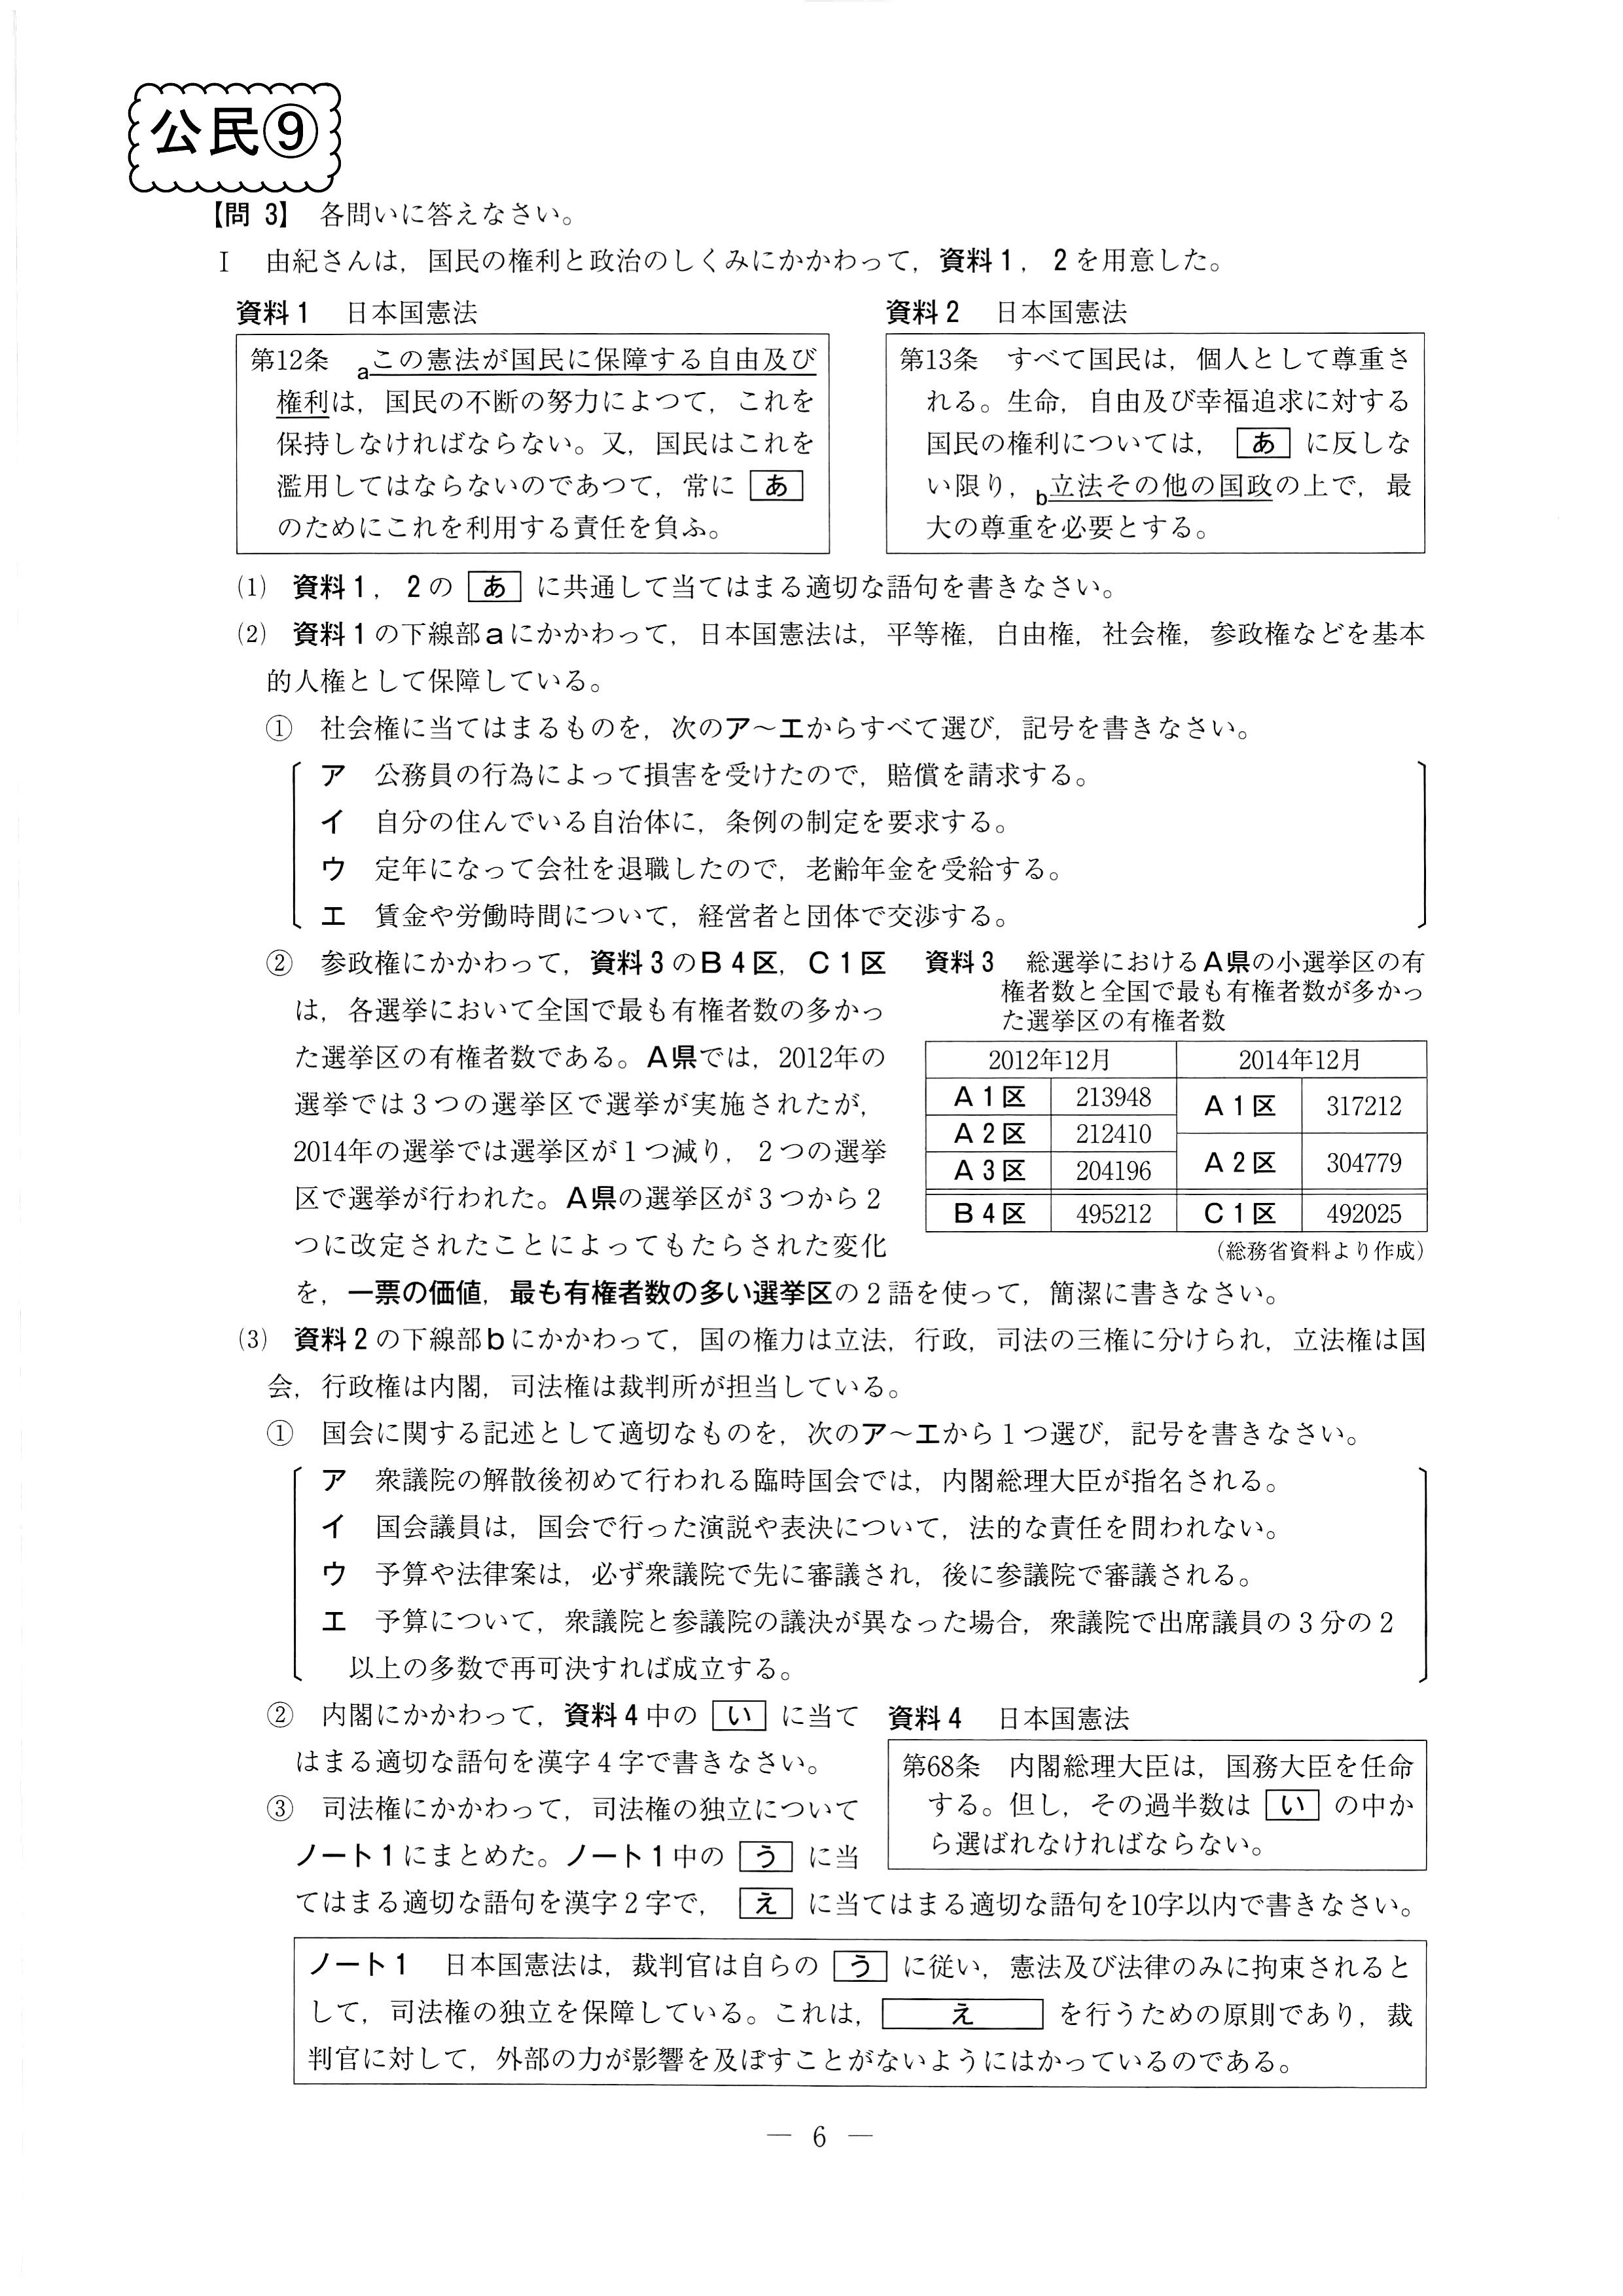 公民⑨
【問 3】 各問いに答えなさい。
Ⅰ 由紀さんは，国民の権利と政治のしくみにかかわって，資料1，2を用意した。
資料1 日本国憲法
第12条 aこの憲法が国民に保障する自由及び
権利は，国民の不断の努力によつて，これを
保持しなければならない。又，国民はこれを
濫用してはならないのであつて，常に あ
のためにこれを利用する責任を負ふ。
資料2 日本国憲法
第13条 すべて国民は，個人として尊重さ
れる。生命，自由及び幸福追求に対する
国民の権利については， あ に反しな
い限り，b立法その他の国政の上で，最
大の尊重を必要とする。
(1) 資料1，2の あ に共通して当てはまる適切な語句を書きなさい。
(2) 資料1の下線部aにかかわって，日本国憲法は，平等権，自由権，社会権，参政権などを基本
的人権として保障している。
① 社会権に当てはまるものを，次のア～エからすべて選び，記号を書きなさい。
ア 公務員の行為によって損害を受けたので，賠償を請求する。
イ 自分の住んでいる自治体に，条例の制定を要求する。
ウ 定年になって会社を退職したので，老齢年金を受給する。
エ 賃金や労働時間について，経営者と団体で交渉する。
② 参政権にかかわって，資料3のB4区，C1区
は，各選挙において全国で最も有権者数の多かっ
た選挙区の有権者数である。A県では，2012年の
選挙では3つの選挙区で選挙が実施されたが，
2014年の選挙では選挙区が1つ減り，2つの選挙
区で選挙が行われた。A県の選挙区が3つから2
つに改定されたことによってもたらされた変化
を，一票の価値，最も有権者数の多い選挙区の2語を使って，簡潔に書きなさい。
資料3 総選挙におけるA県の小選挙区の有
権者数と全国で最も有権者数が多かっ
た選挙区の有権者数
2012年12月 2014年12月
A1区 213948 A1区 317212
A2区 212410
A3区 204196 A2区 304779
B4区 495212 C1区 492025
（総務省資料より作成）
(3) 資料2の下線部bにかかわって，国の権力は立法，行政，司法の三権に分けられ，立法権は国
会，行政権は内閣，司法権は裁判所が担当している。
① 国会に関する記述として適切なものを，次のア～エから1つ選び，記号を書きなさい。
ア 衆議院の解散後初めて行われる臨時国会では，内閣総理大臣が指名される。
イ 国会議員は，国会で行った演説や表決について，法的な責任を問われない。
ウ 予算や法律案は，必ず衆議院で先に審議され，後に参議院で審議される。
エ 予算について，衆議院と参議院の議決が異なった場合，衆議院で出席議員の3分の2
以上の多数で再可決すれば成立する。
② 内閣にかかわって，資料4中の い に当て
はまる適切な語句を漢字4字で書きなさい。
資料4 日本国憲法
第68条 内閣総理大臣は，国務大臣を任命
する。但し，その過半数は い の中か
ら選ばれなければならない。
③ 司法権にかかわって，司法権の独立について
ノート1にまとめた。ノート1中の う に当
てはまる適切な語句を漢字2字で， え に当てはまる適切な語句を10字以内で書きなさい。
ノート1 日本国憲法は，裁判官は自らの う に従い，憲法及び法律のみに拘束されると
して，司法権の独立を保障している。これは， え を行うための原則であり，裁
判官に対して，外部の力が影響を及ぼすことがないようにはかっているのである。
― 6 ―